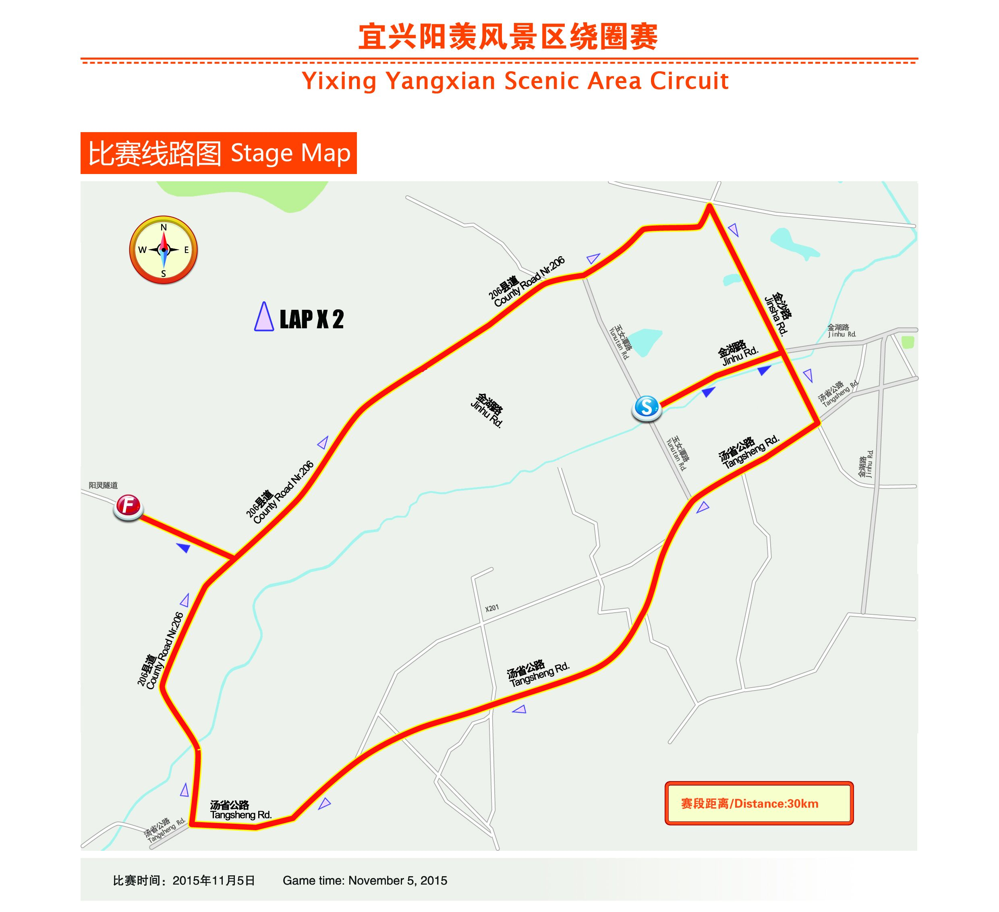 宜兴阳羡风景区绕圈赛
Yixing Yangxian Scenic Area Circuit
比赛线路图 Stage Map
N
W
E
S
LAP X 2
206县道
County Road Nr.206
金沙路
Jinsha Rd.
金湖路
Jinhu Rd.
玉女潭路
Yunutan Rd.
金湖路
Jinhu Rd.
汤省公路
Tangsheng Rd.
金湖路
Jinhu Rd.
S
玉女潭路
Yunutan Rd.
汤省公路
Tangsheng Rd.
金湖路
Jinhu Rd.
阳灵隧道
F
206县道
County Road Nr.206
X201
206县道
County Road Nr.206
汤省公路
Tangsheng Rd.
汤省公路
Tangsheng Rd.
汤省公路
Tangsheng Rd.
赛段距离/Distance:30km
比赛时间：2015年11月5日 Game time: November 5, 2015